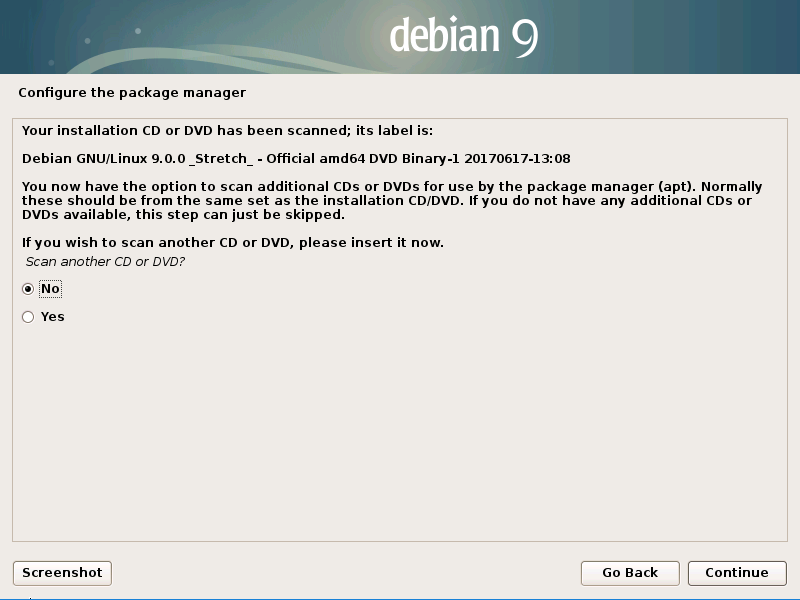 debian 9
Configure the package manager
Your installation CD or DVD has been scanned; its label is:
Debian GNU/Linux 9.0.0 _Stretch_ - Official amd64 DVD Binary-1 20170617-13:08
You now have the option to scan additional CDs or DVDs for use by the package manager (apt). Normally
these should be from the same set as the installation CD/DVD. If you do not have any additional CDs or
DVDs available, this step can just be skipped.
If you wish to scan another CD or DVD, please insert it now.
Scan another CD or DVD?
No
Yes
Screenshot
Go Back
Continue